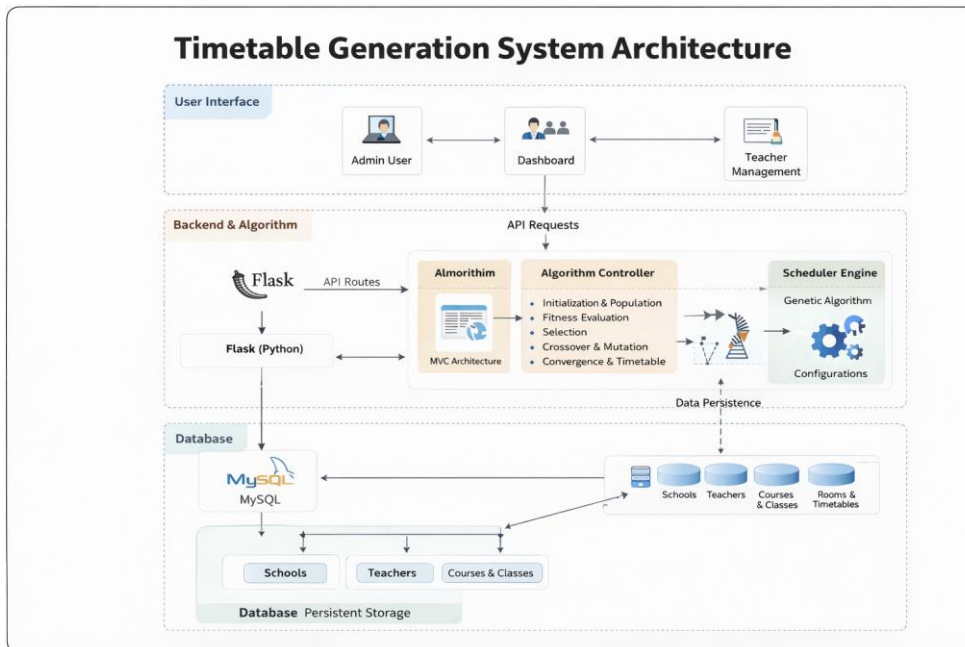 Timetable Generation System Architecture
User Interface
Admin User
Dashboard
Teacher
Management
API Requests
Backend & Algorithm
Flask
API Routes
Flask (Python)
Almorithim
MVC Architecture
Algorithm Controller
• Initialization & Population
• Fitness Evaluation
• Selection
• Crossover & Mutation
• Convergence & Timetable
Scheduler Engine
Genetic Algorithm
Configurations
Data Persistence
Database
MySQL
MySQL
Schools
Teachers
Courses
& Classes
Rooms &
Timetables
Schools
Teachers
Courses & Classes
Database Persistent Storage